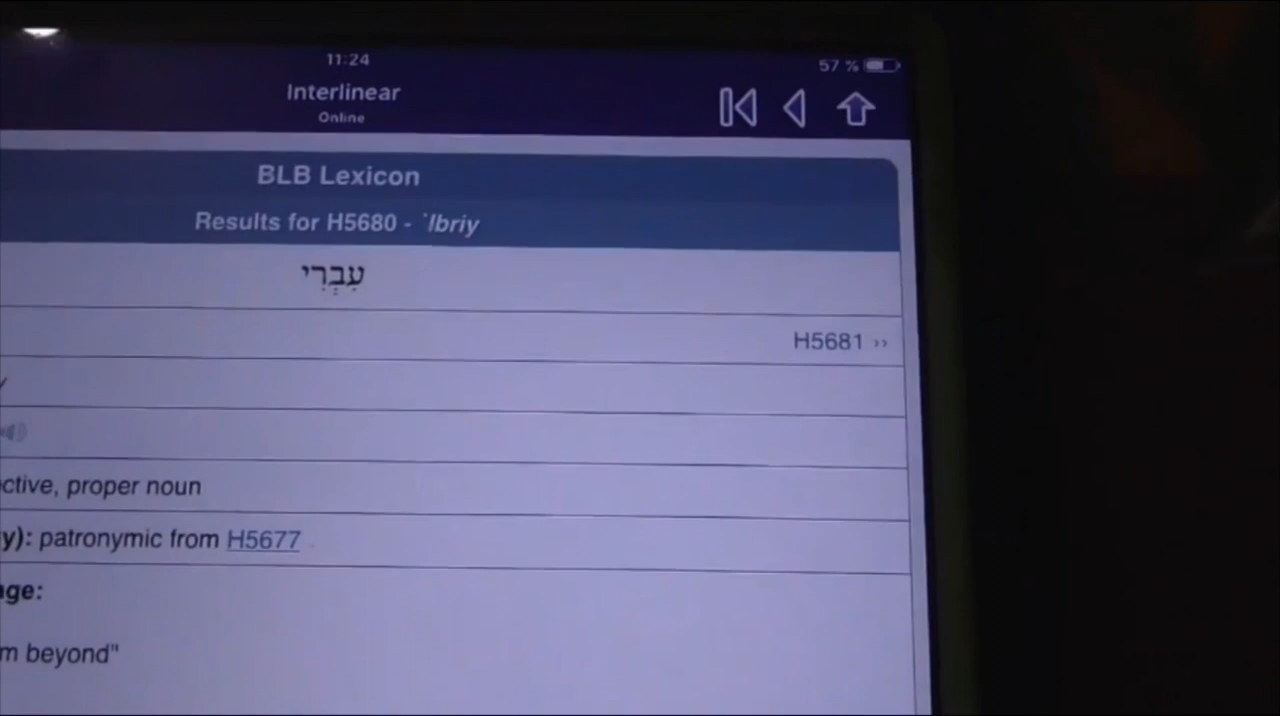 11:24
57 %
Interlinear
Online
BLB Lexicon
Results for H5680 - `Ibriy
עִבְרִי
H5681 ››
ctive, proper noun
y): patronymic from H5677
ge:
m beyond"